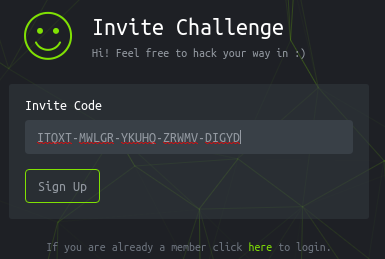 Invite Challenge
Hi! Feel free to hack your way in :)
Invite Code
ITQXT-MWLGR-YKUHQ-ZRWMV-DIGYD
Sign Up
If you are already a member click here to login.